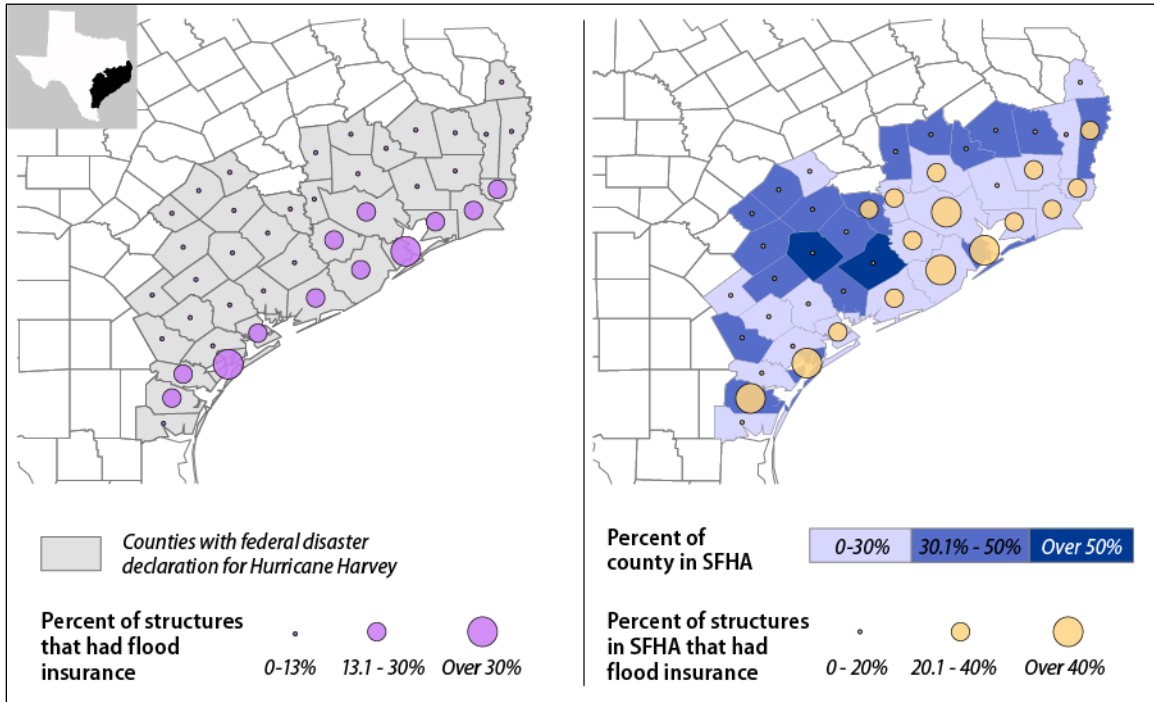 Counties with federal disaster
declaration for Hurricane Harvey
Percent of structures
that had flood
insurance
0-13%
13.1 - 30%
Over 30%
Percent of
county in SFHA
0-30%
30.1% - 50%
Over 50%
Percent of structures
in SFHA that had
flood insurance
0 - 20%
20.1 - 40%
Over 40%